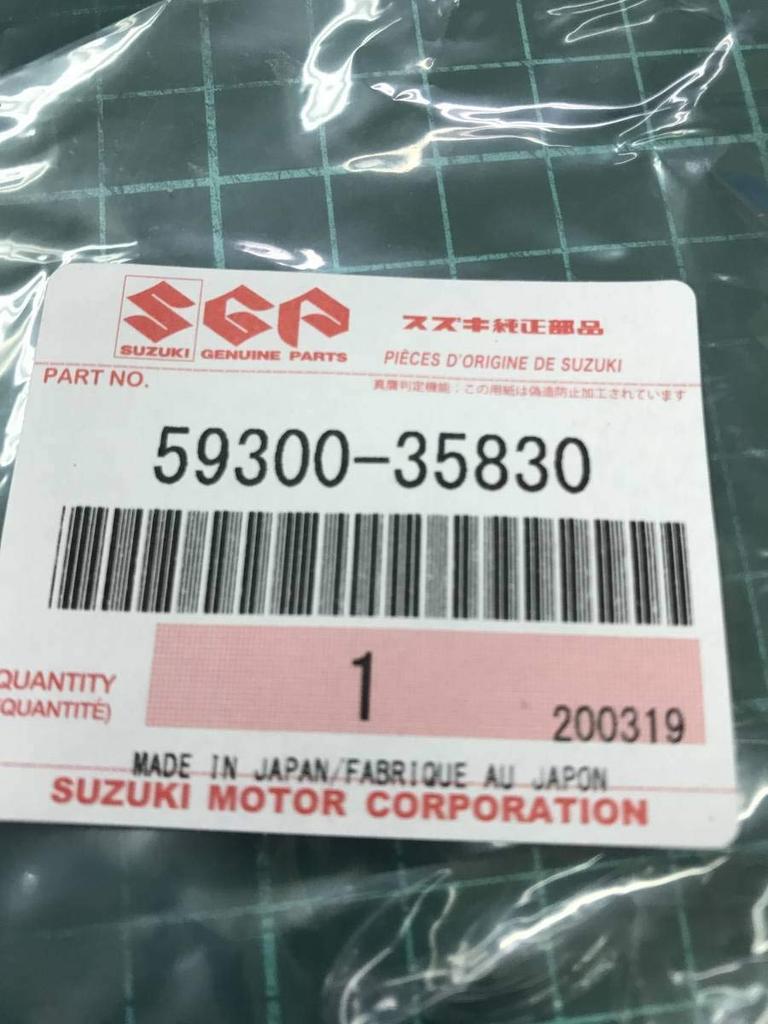 SGP
SUZUKI GENUINE PARTS
スズキ純正部品
PIÈCES D'ORIGINE DE SUZUKI
PART NO.
真贋判定機能：この用紙は偽造防止加工されています
59300-35830
QUANTITY
(QUANTITÉ)
1
200319
MADE IN JAPAN/FABRIQUE AU JAPON
SUZUKI MOTOR CORPORATION